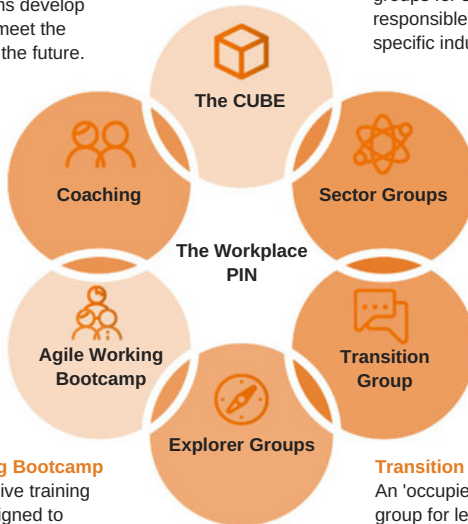 ns develop
meet the
the future.
responsible
specific indu
The CUBE
Coaching
Sector Groups
The Workplace
PIN
Agile Working
Bootcamp
Transition
Group
Explorer Groups
g Bootcamp
ive training
igned to
Transition
An 'occupie
group for le